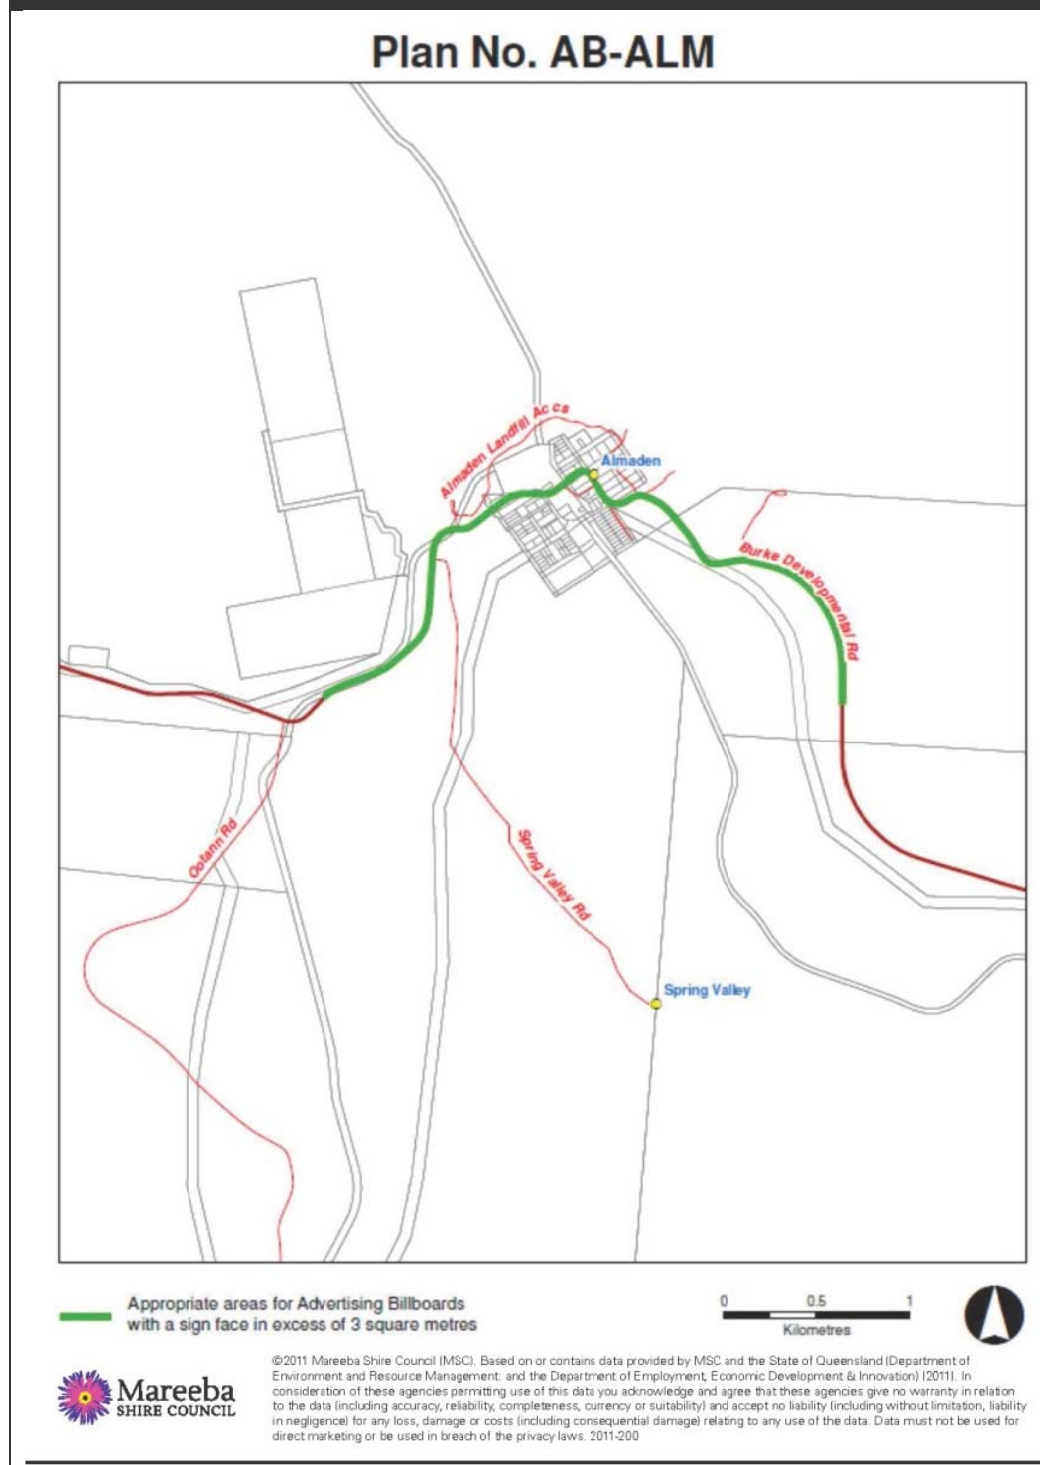 Plan No. AB-ALM
Almaden Landfill Accs
Almaden
Burke Developmental Rd
Ootann Rd
Spring Valley Rd
Spring Valley
Appropriate areas for Advertising Billboards
with a sign face in excess of 3 square metres
0 0.5 1
Kilometres
Mareeba
SHIRE COUNCIL
©2011 Mareeba Shire Council (MSC). Based on or contains data provided by MSC and the State of Queensland (Department of
Environment and Resource Management: and the Department of Employment, Economic Development & Innovation) [2011]. In
consideration of these agencies permitting use of this data you acknowledge and agree that these agencies give no warranty in relation
to the data (including accuracy, reliability, completeness, currency or suitability) and accept no liability (including without limitation, liability
in negligence) for any loss, damage or costs (including consequential damage) relating to any use of the data. Data must not be used for
direct marketing or be used in breach of the privacy laws. 2011-200